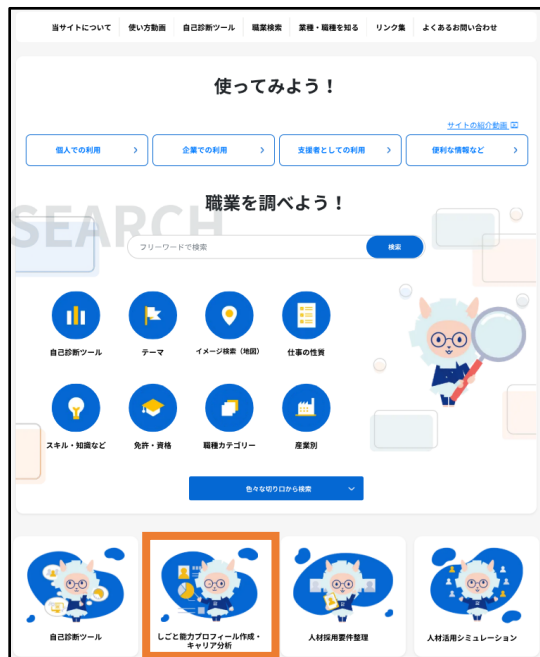 当サイトについて 使い方動画 自己診断ツール 職業検索 業種・職種を知る リンク集 よくあるお問い合わせ
使ってみよう！
サイトの紹介動画
個人での利用 企業での利用 支援者としての利用 便利な情報など
SEARCH
職業を調べよう！
フリーワードで検索 検索
自己診断ツール テーマ イメージ検索（地図） 仕事の性質
スキル・知識など 免許・資格 職種カテゴリー 産業別
色々な切り口から検索
自己診断ツール しごと能力プロフィール作成・ 人材採用要件整理 人材活用シミュレーション
キャリア分析